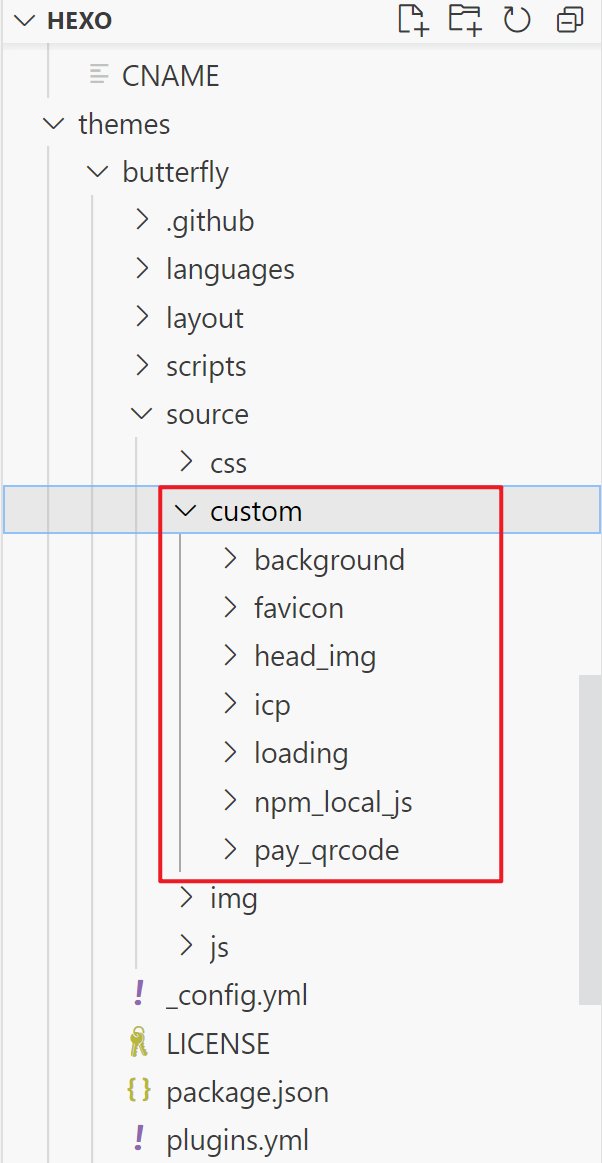 HEXO
CNAME
themes
butterfly
.github
languages
layout
scripts
source
css
custom
background
favicon
head_img
icp
loading
npm_local_js
pay_qrcode
img
js
_config.yml
LICENSE
package.json
plugins.yml